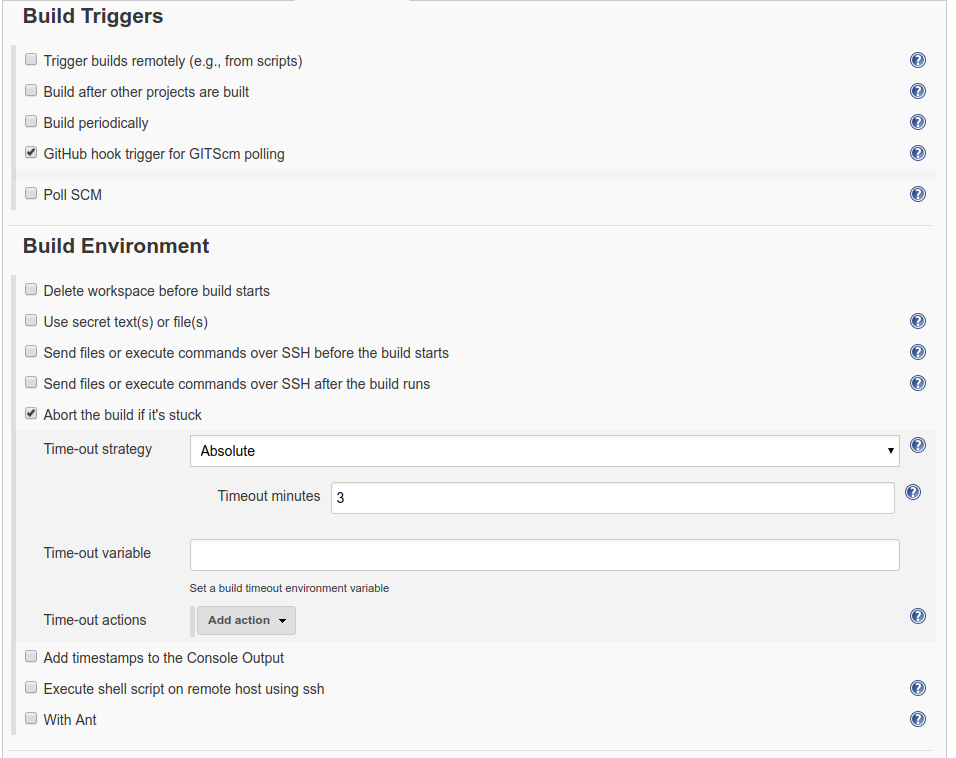 Build Triggers
Trigger builds remotely (e.g., from scripts)
Build after other projects are built
Build periodically
GitHub hook trigger for GITScm polling
Poll SCM
Build Environment
Delete workspace before build starts
Use secret text(s) or file(s)
Send files or execute commands over SSH before the build starts
Send files or execute commands over SSH after the build runs
Abort the build if it's stuck
Time-out strategy Absolute
Timeout minutes 3
Time-out variable
Set a build timeout environment variable
Time-out actions Add action
Add timestamps to the Console Output
Execute shell script on remote host using ssh
With Ant